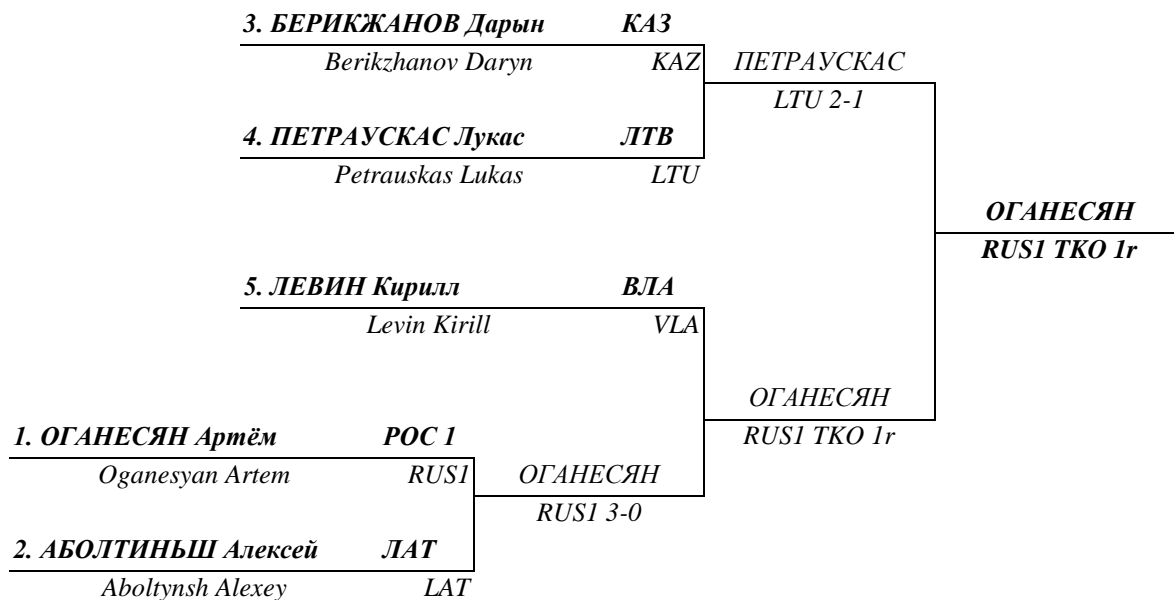 3. БЕРИКЖАНОВ Дарын КАЗ
Berikzhanov Daryn KAZ
ПЕТРАУСКАС
LTU 2-1
4. ПЕТРАУСКАС Лукас ЛТВ
Petrauskas Lukas LTU
ОГАНЕСЯН
RUS1 TKO 1r
5. ЛЕВИН Кирилл ВЛА
Levin Kirill VLA
ОГАНЕСЯН
RUS1 TKO 1r
1. ОГАНЕСЯН Артём РОС 1
Oganesyan Artem RUS1
ОГАНЕСЯН
RUS1 3-0
2. АБОЛТИНЬШ Алексей ЛАТ
Aboltynsh Alexey LAT